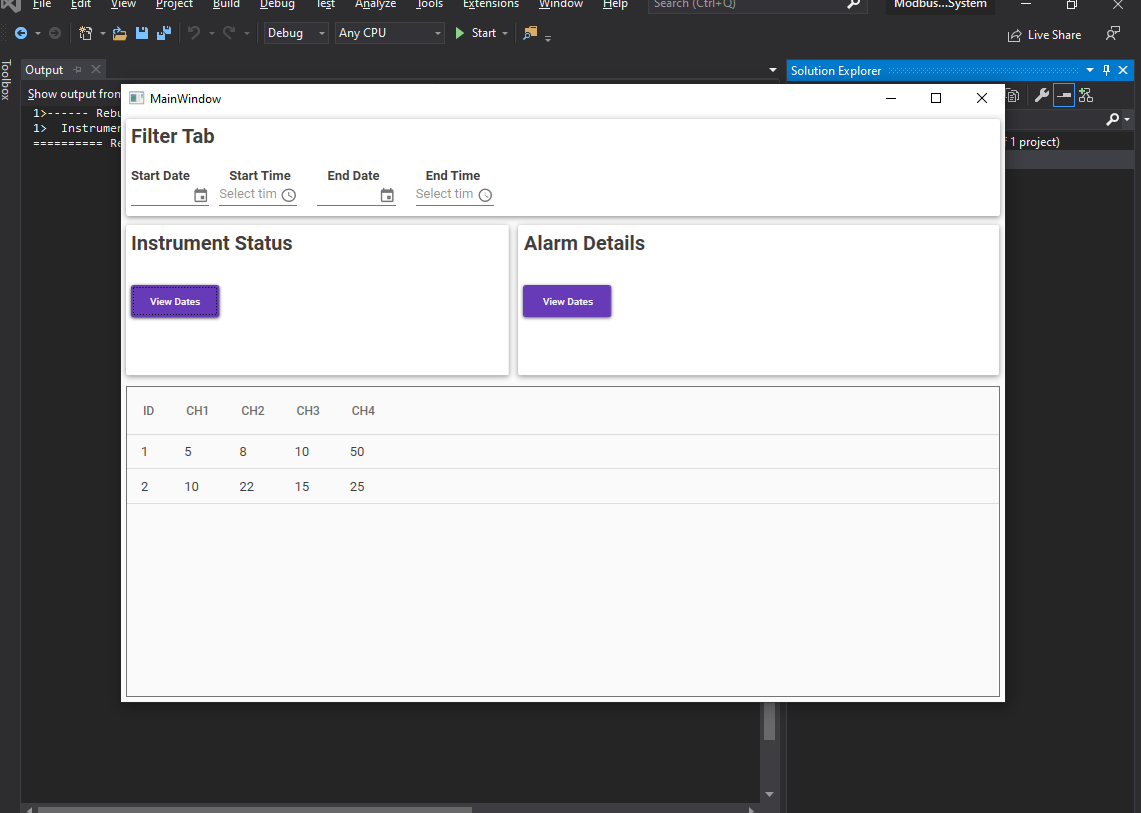 File Edit View Project Build Debug Test Analyze Tools Extensions Window Help Search (Ctrl+Q) Modbus...System
Debug Any CPU Start Live Share
Toolbox
Output
Solution Explorer
Show output from
1>------ Rebu
1> Instrumen
========== Re
1 project)
MainWindow
Filter Tab
Start Date Start Time End Date End Time
Select tim Select tim
Instrument Status Alarm Details
View Dates View Dates
ID CH1 CH2 CH3 CH4
1 5 8 10 50
2 10 22 15 25